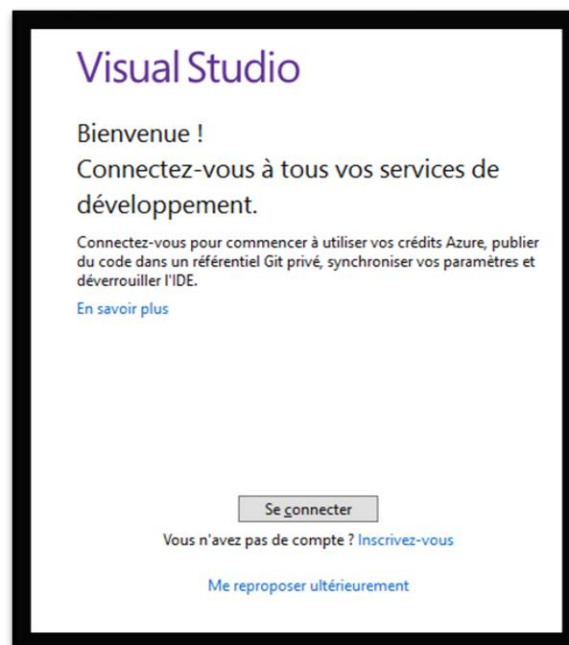 Visual Studio
Bienvenue !
Connectez-vous à tous vos services de
développement.
Connectez-vous pour commencer à utiliser vos crédits Azure, publier
du code dans un référentiel Git privé, synchroniser vos paramètres et
déverrouiller l'IDE.
En savoir plus
Se connecter
Vous n'avez pas de compte ? Inscrivez-vous
Me reproposer ultérieurement